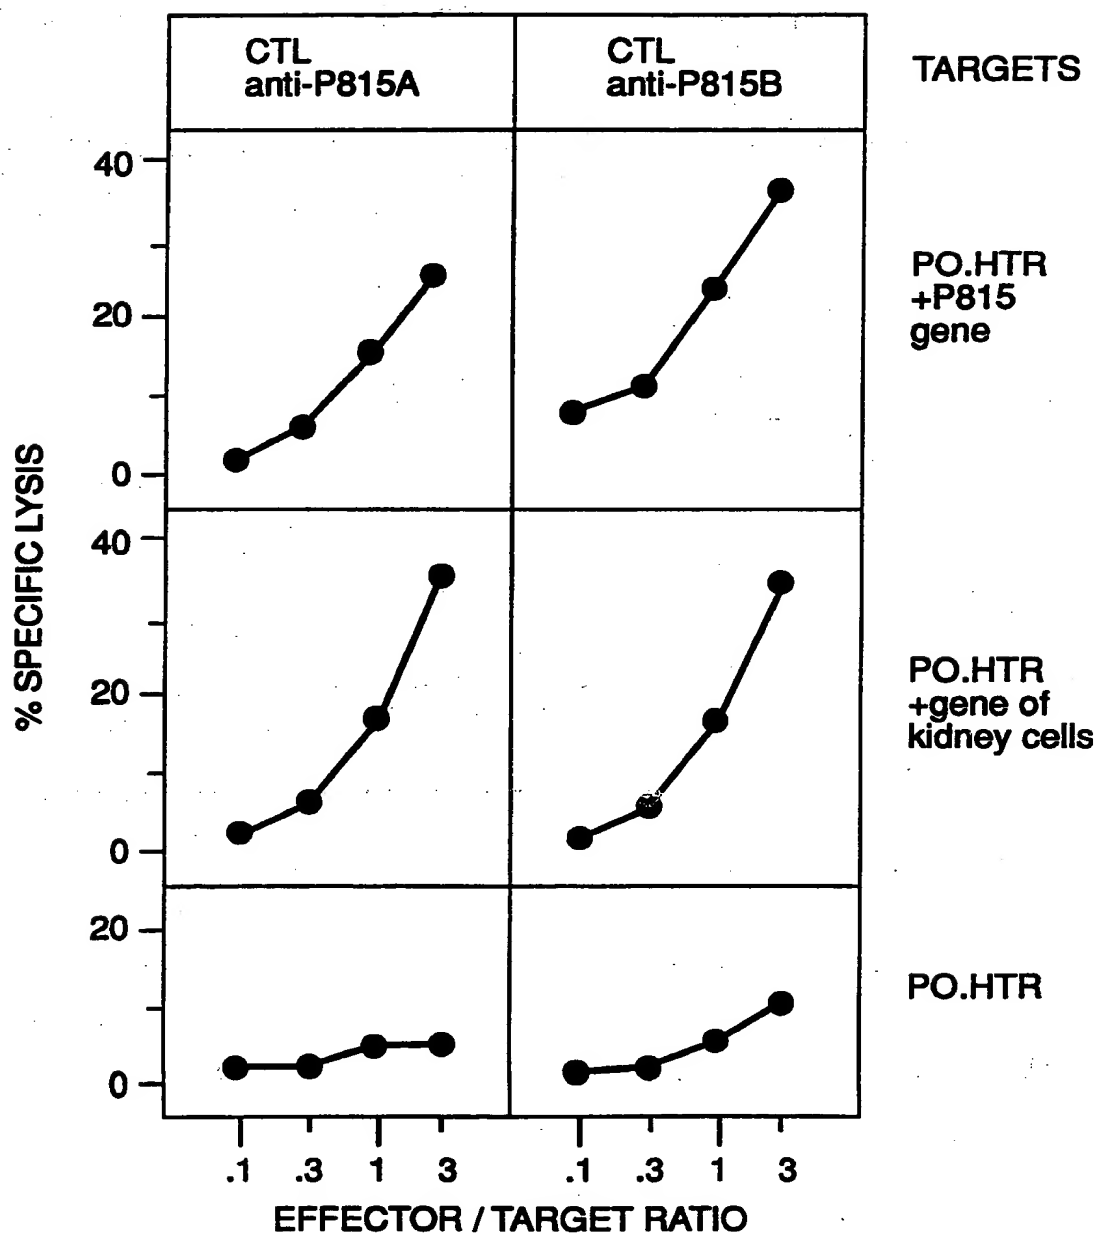 CTL
anti-P815A
CTL
anti-P815B
TARGETS
40
20
0
PO.HTR
+P815
gene
% SPECIFIC LYSIS
40
20
0
PO.HTR
+gene of
kidney cells
20
0
PO.HTR
.1 .3 1 3 .1 .3 1 3
EFFECTOR / TARGET RATIO